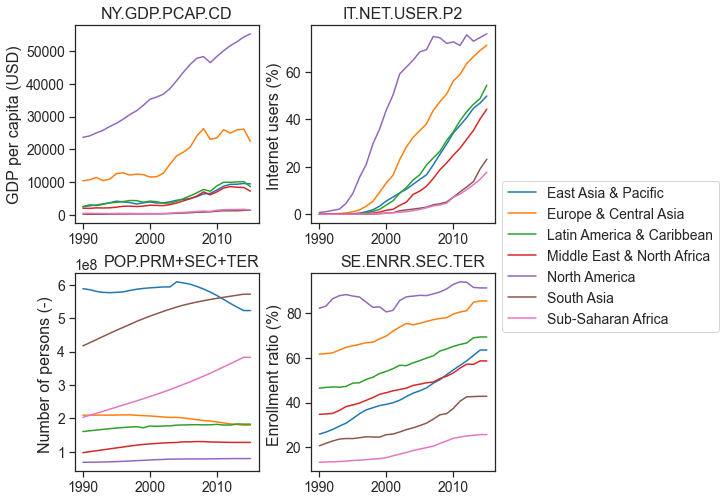 NY.GDP.PCAP.CD
IT.NET.USER.P2
GDP per capita (USD)
50000
40000
30000
20000
10000
0
1990
2000
2010
Internet users (%)
60
40
20
0
1990
2000
2010
POP.PRM+SEC+TER
SE.ENRR.SEC.TER
1e8
Number of persons (-)
6
5
4
3
2
1
1990
2000
2010
Enrollment ratio (%)
80
60
40
20
1990
2000
2010
East Asia & Pacific
Europe & Central Asia
Latin America & Caribbean
Middle East & North Africa
North America
South Asia
Sub-Saharan Africa